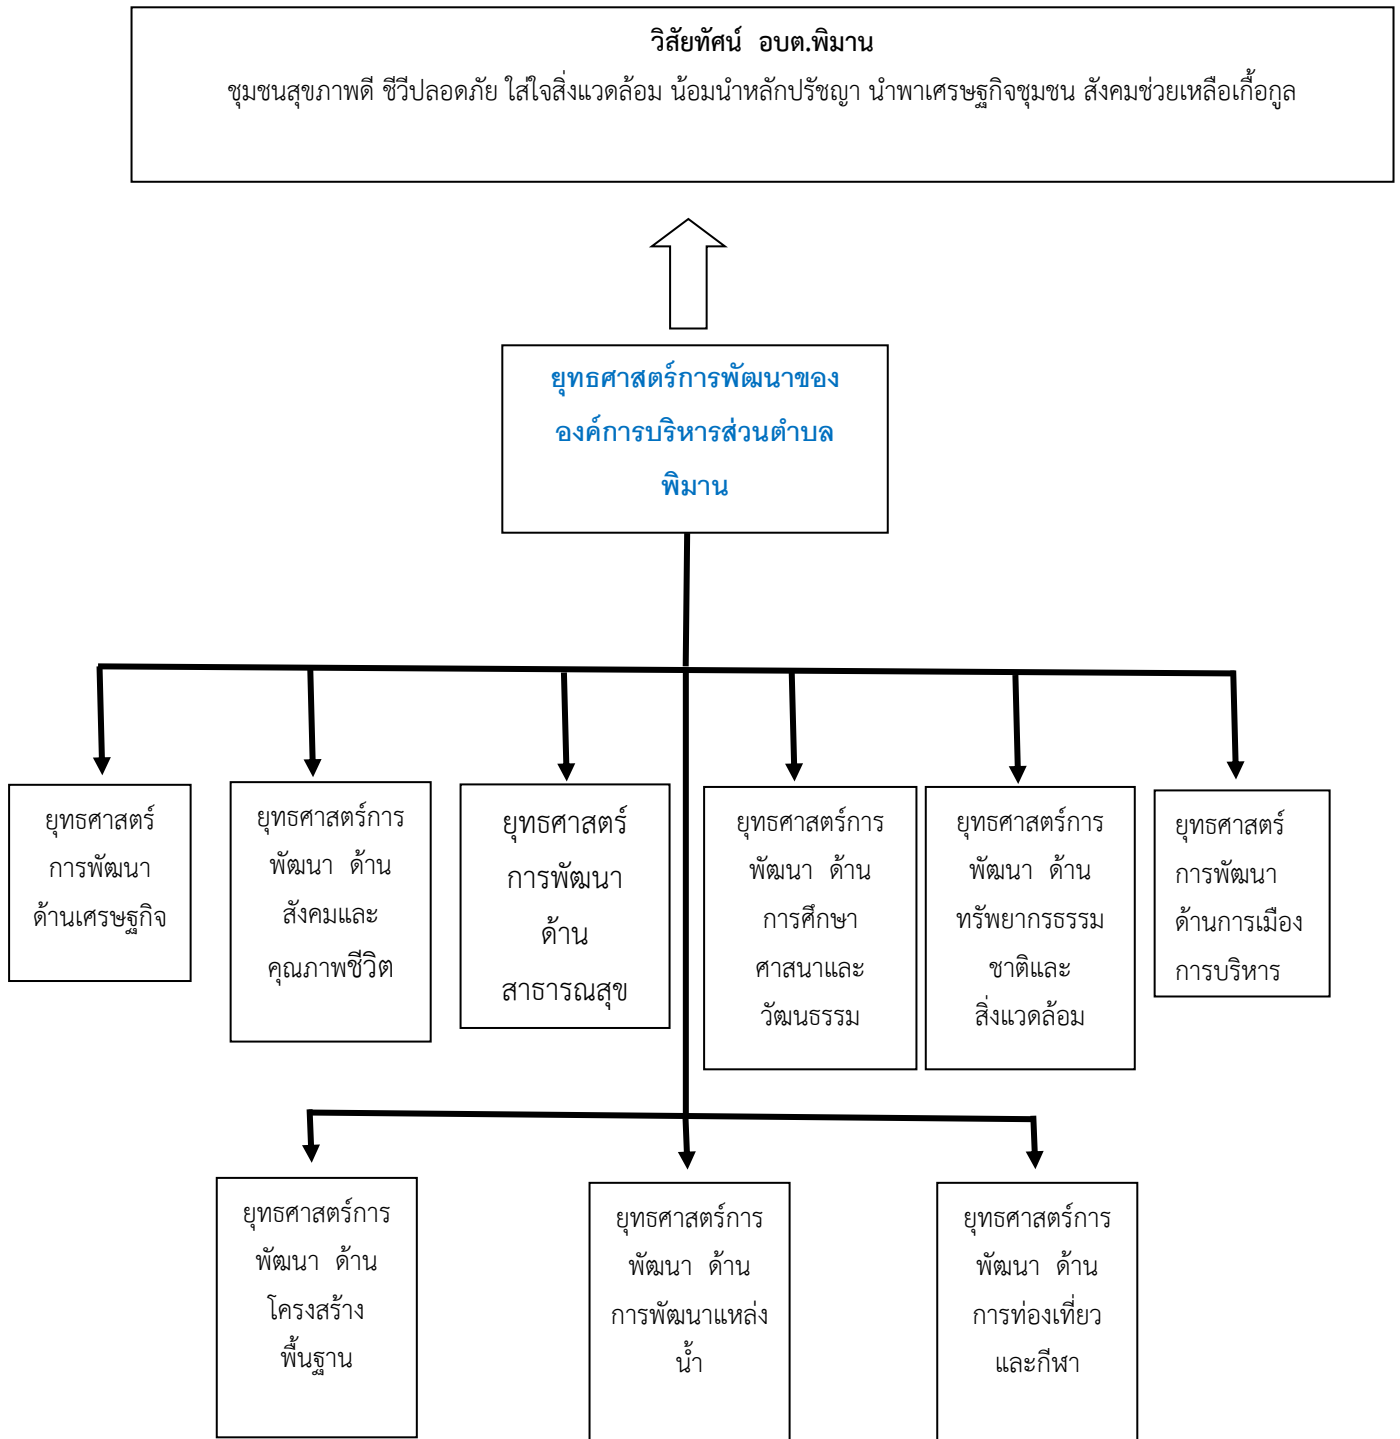 วิสัยทัศน์ อบต.พิมาน
ชุมชนสุขภาพดี ชีวีปลอดภัย ใส่ใจสิ่งแวดล้อม น้อมนำหลักปรัชญา นำพาเศรษฐกิจชุมชน สังคมช่วยเหลือเกื้อกูล
ยุทธศาสตร์การพัฒนาของ
องค์การบริหารส่วนตำบล
พิมาน
ยุทธศาสตร์
การพัฒนา
ด้านเศรษฐกิจ
ยุทธศาสตร์การ
พัฒนา ด้าน
สังคมและ
คุณภาพชีวิต
ยุทธศาสตร์
การพัฒนา
ด้าน
สาธารณสุข
ยุทธศาสตร์การ
พัฒนา ด้าน
การศึกษา
ศาสนาและ
วัฒนธรรม
ยุทธศาสตร์การ
พัฒนา ด้าน
ทรัพยากรธรรม
ชาติและ
สิ่งแวดล้อม
ยุทธศาสตร์
การพัฒนา
ด้านการเมือง
การบริหาร
ยุทธศาสตร์การ
พัฒนา ด้าน
โครงสร้าง
พื้นฐาน
ยุทธศาสตร์การ
พัฒนา ด้าน
การพัฒนาแหล่ง
น้ำ
ยุทธศาสตร์การ
พัฒนา ด้าน
การท่องเที่ยว
และกีฬา